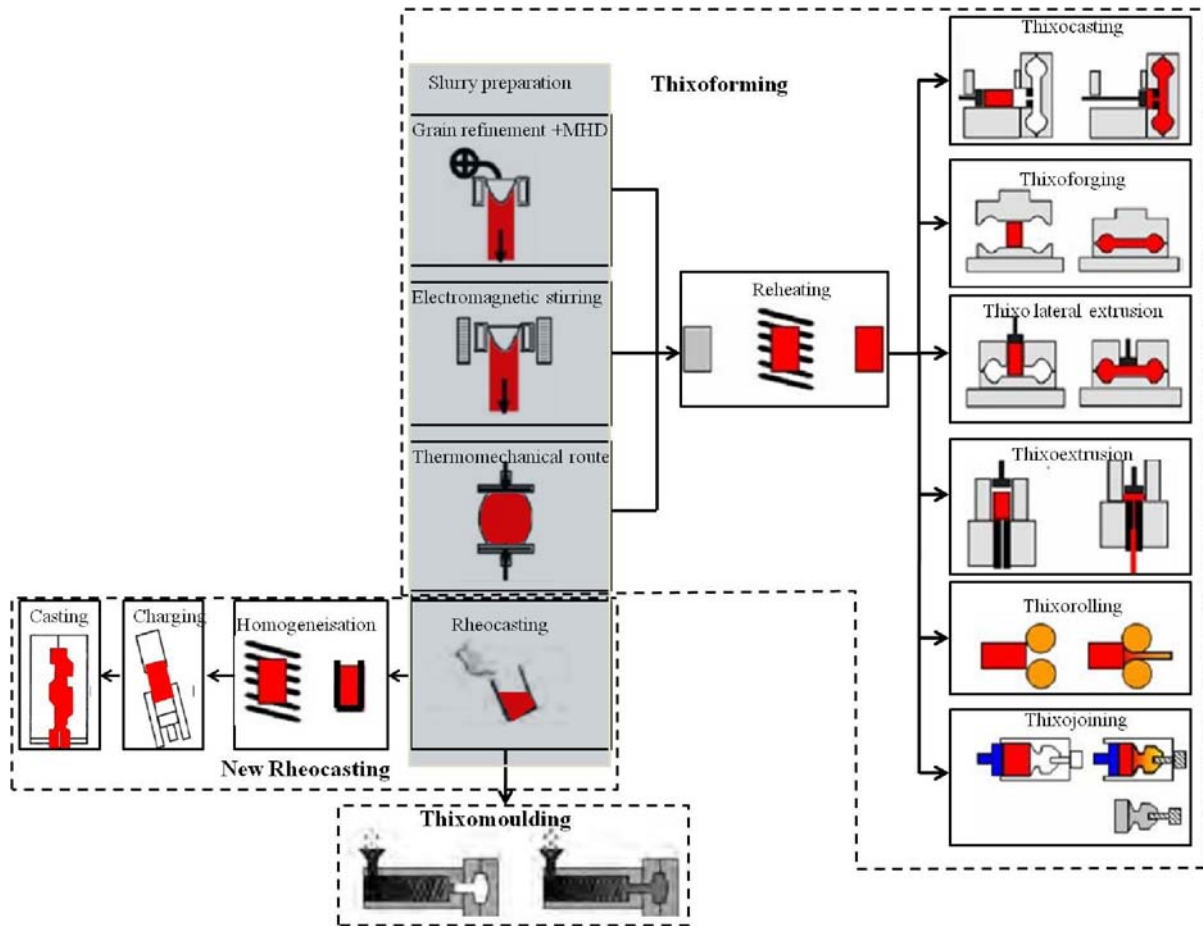 Slurry preparation
Thixoforming
Grain refinement +MHD
Electromagnetic stirring
Thermomechanical route
Reheating
Thixocasting
Thixoforging
Thixo lateral extrusion
Thixoextrusion
Thixorolling
Thixojoining
Casting
Charging
Homogeneisation
Rheocasting
New Rheocasting
Thixomoulding